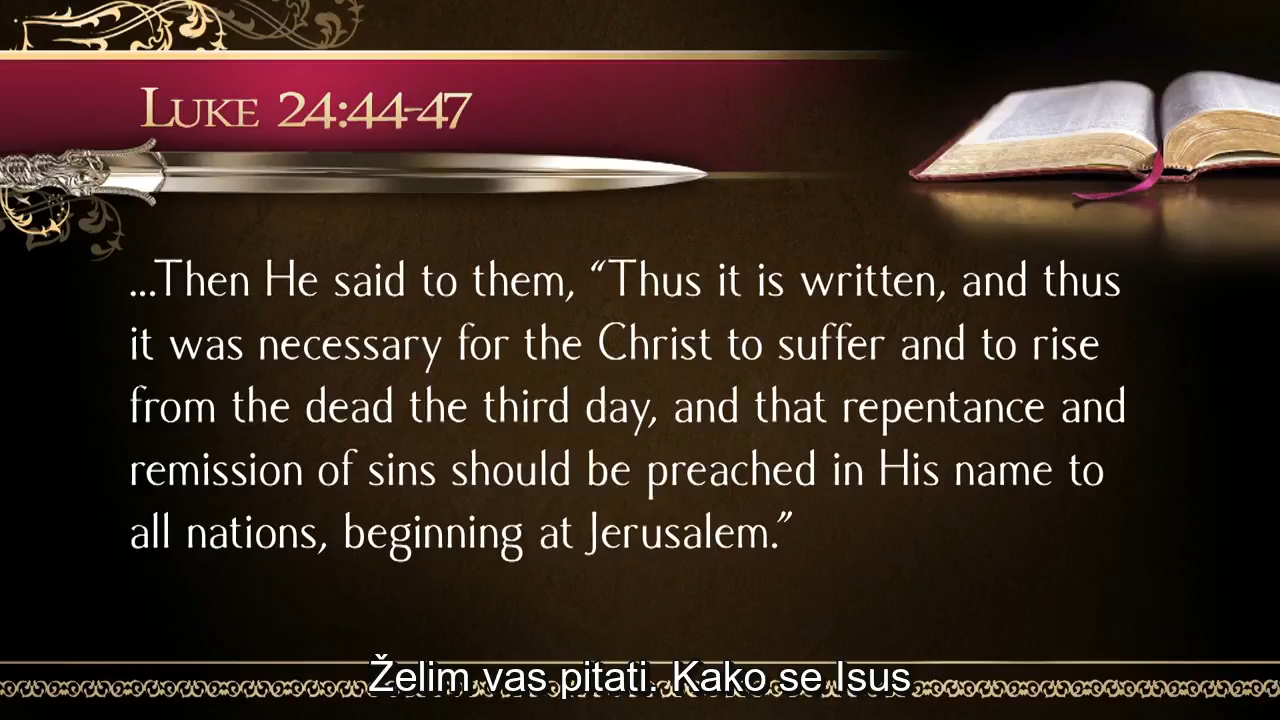 Luke 24:44-47
...Then He said to them, “Thus it is written, and thus
it was necessary for the Christ to suffer and to rise
from the dead the third day, and that repentance and
remission of sins should be preached in His name to
all nations, beginning at Jerusalem.”
Želim vas pitati. Kako se Isus